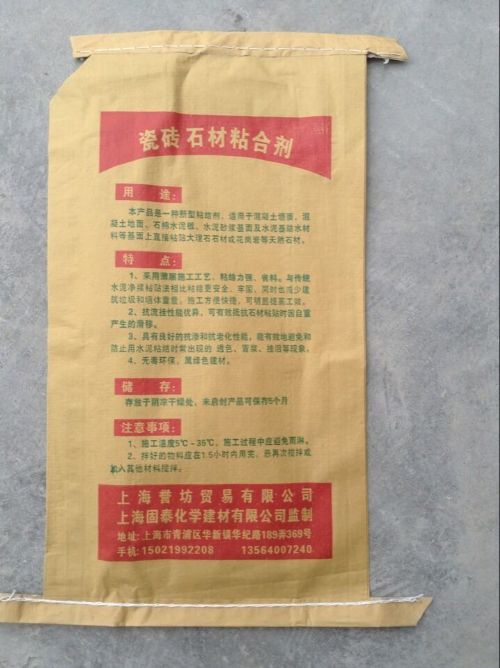 瓷砖石材粘合剂
用 途：
本产品是一种新型粘结剂，适用于混凝土墙面，混
凝土地面、石棉水泥板、水泥砂浆基面及水泥基防水材
料等基面上直接粘贴大理石石材或花岗岩等天然石材。
特 点：
1、采用薄层施工工艺，粘结力强、省料。与传统
水泥净浆粘贴法相比粘结更安全、牢固，同时也减少建
筑垃圾和墙体重量，施工方便快捷，可明显提高工效。
2、抗流挂性能优异，可有效抵抗石材粘贴时因自重
产生的滑移。
3、具有良好的抗渗和抗老化性能，能有效地避免和
防止用水泥粘结时常出现的 透色、冒浆、挂泪等现象。
4、无毒环保，属绿色建材。
储 存：
存放于阴凉干燥处、未启封产品可保存6个月
注意事项：
1、施工温度5℃－35℃，施工过程中应避免雨淋。
2、拌好的物料应在1.5小时内用完，忌再次搅拌或
加入其他材料搅拌。
上海誉坊贸易有限公司
上海固泰化学建材有限公司监制
地址：上海市青浦区华新镇华纪路189弄369号
手机：15021992208 13564007240